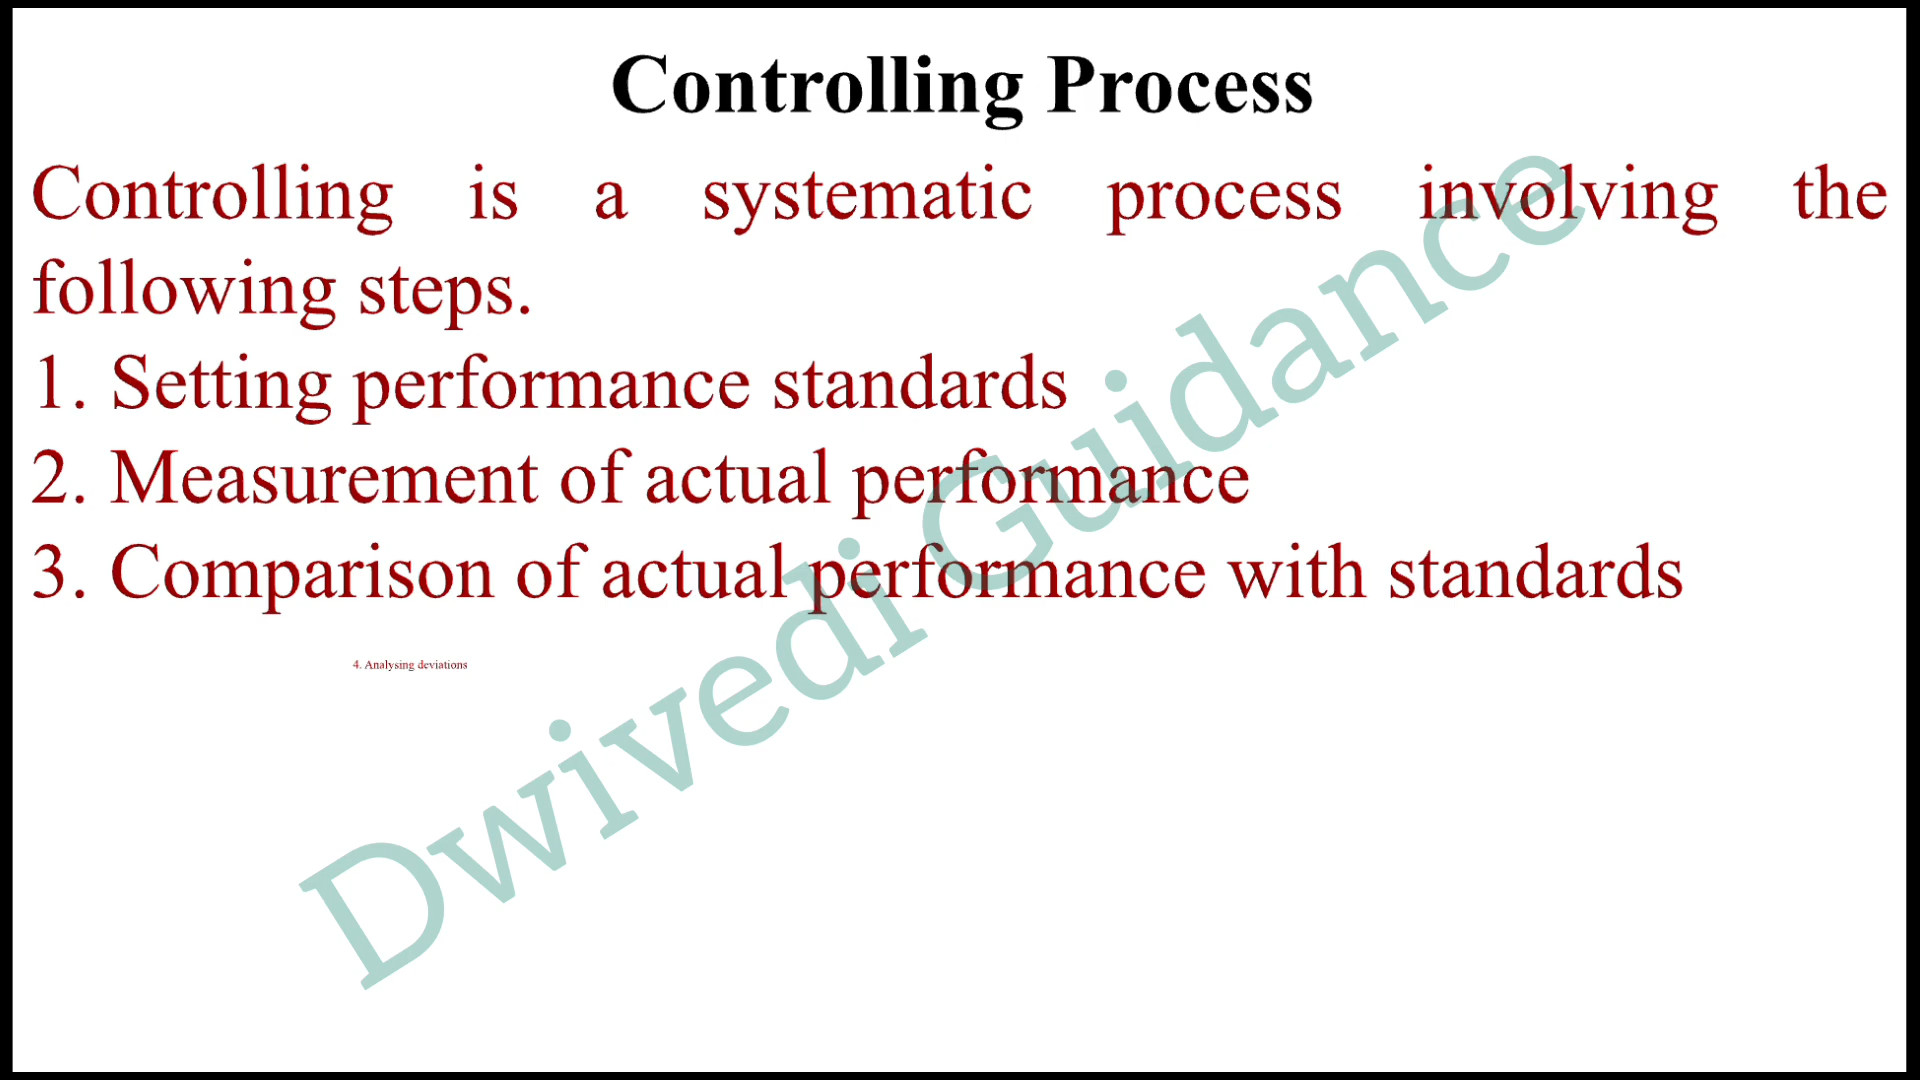 Controlling Process
Controlling is a systematic process involving the
following steps.
1. Setting performance standards
2. Measurement of actual performance
3. Comparison of actual performance with standards
4. Analysing deviations
Dwivedi Guidance